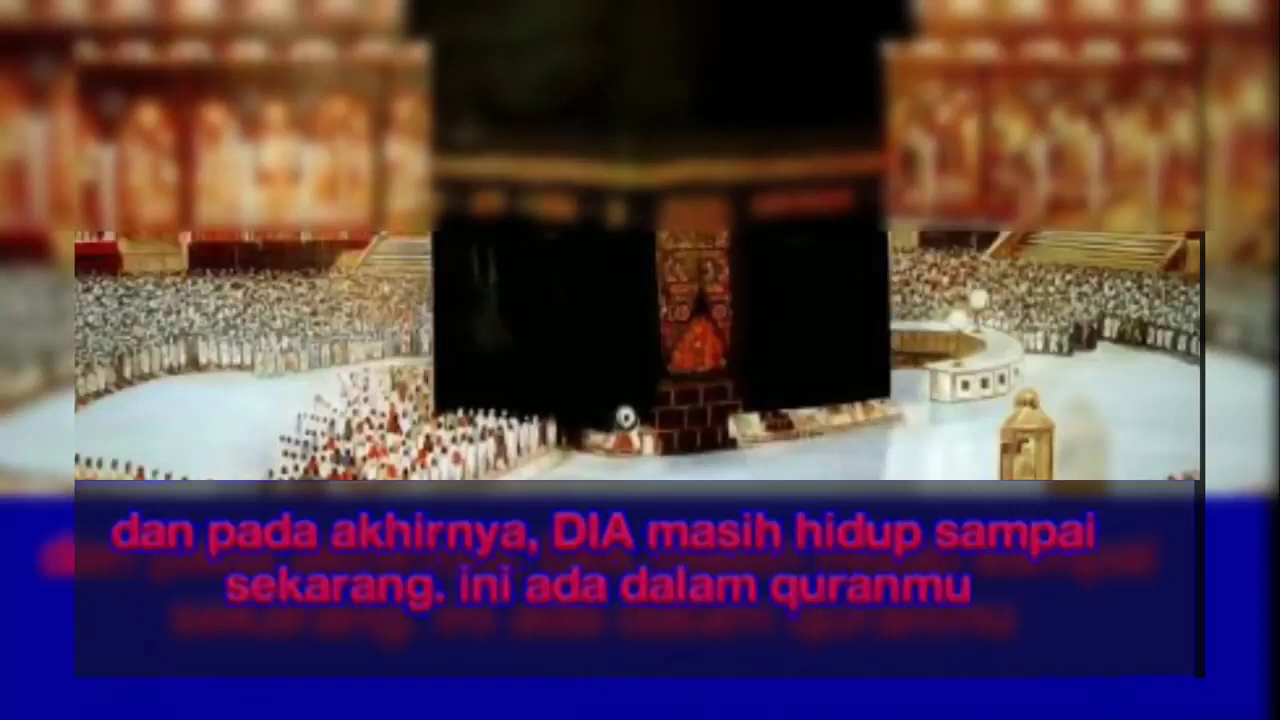 dan pada akhirnya, DIA masih hidup sampai
sekarang. ini ada dalam quranmu